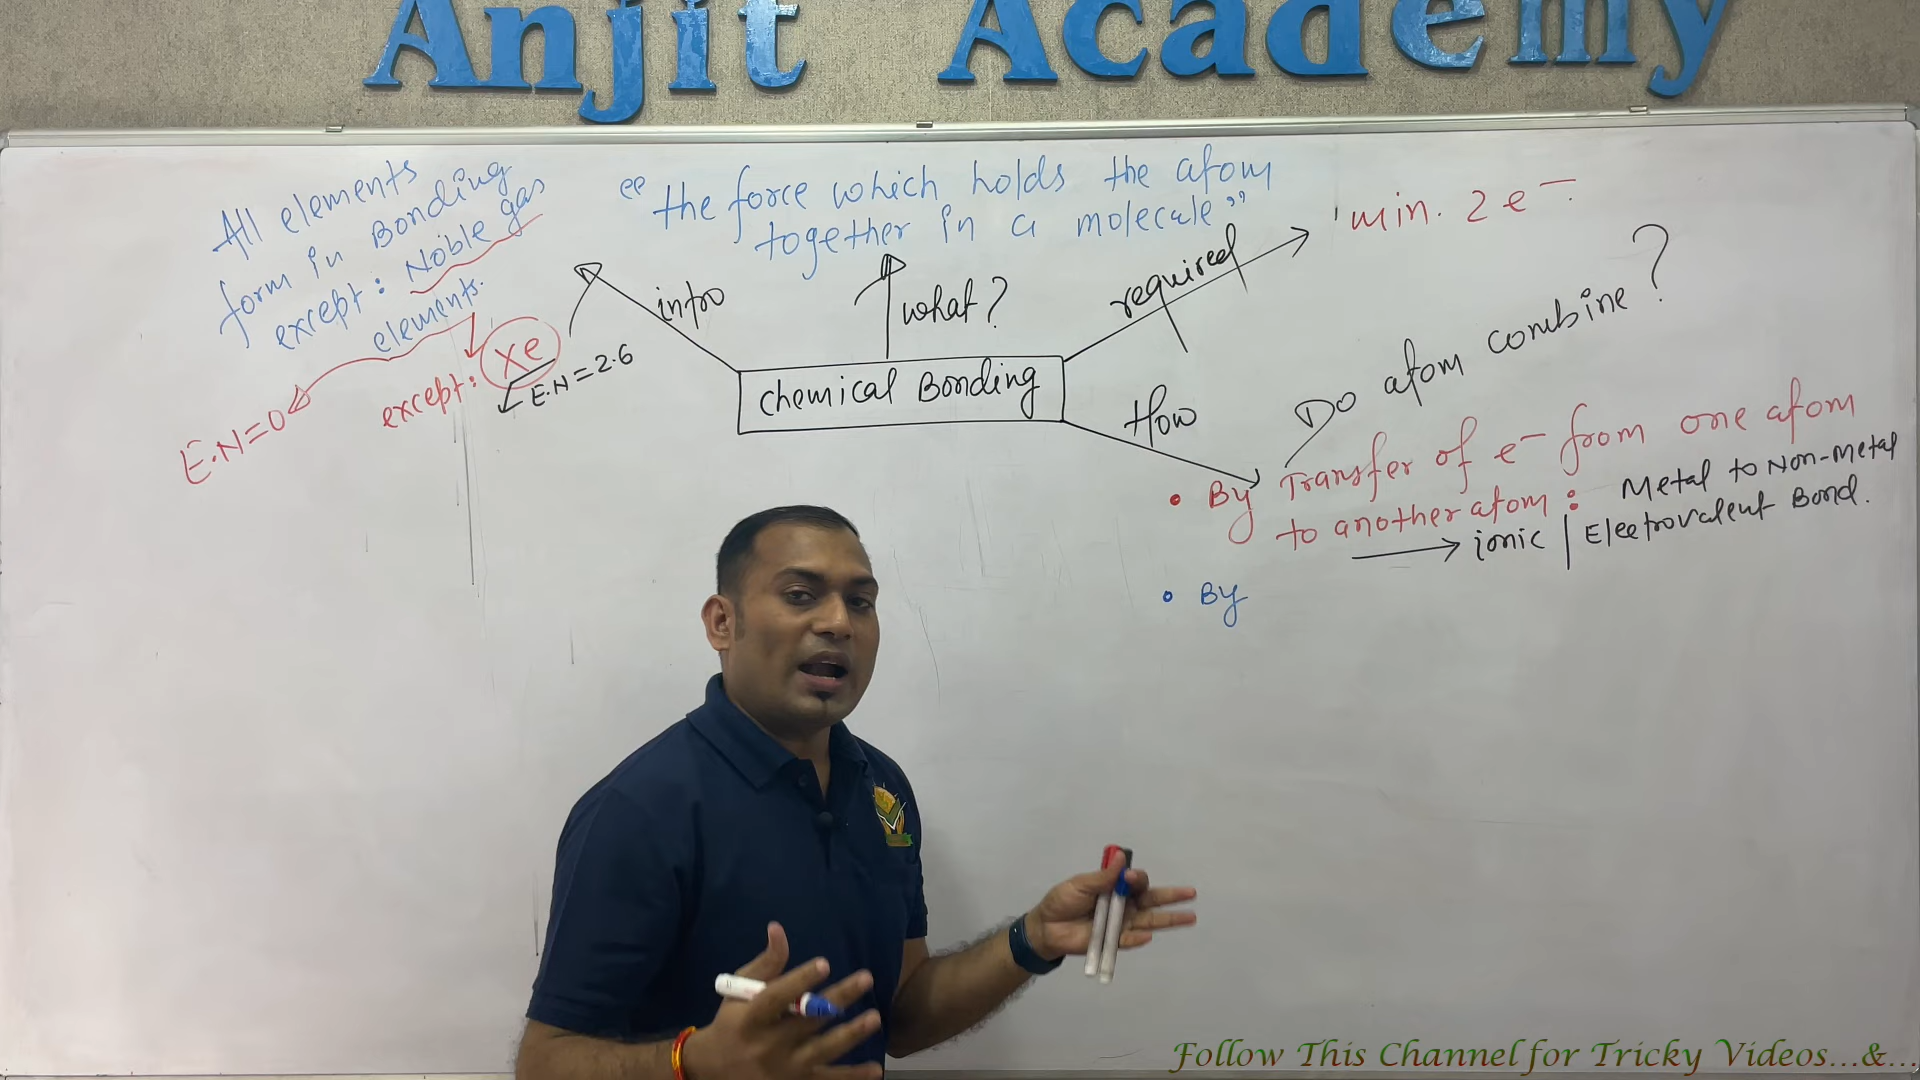 Anjit Academy
All elements
form in Bonding
except: Noble gas
elements.
E.N=0
except: Xe
E.N=2.6
"the force which holds the atom
together in a molecule"
intro
what?
required
min. 2 e⁻.
Chemical Bonding
How
Do atom combine?
• By Transfer of e⁻ from one atom
to another atom: Metal to Non-metal
ionic | Electrovalent Bond.
• By
Follow This Channel for Tricky Videos...&...